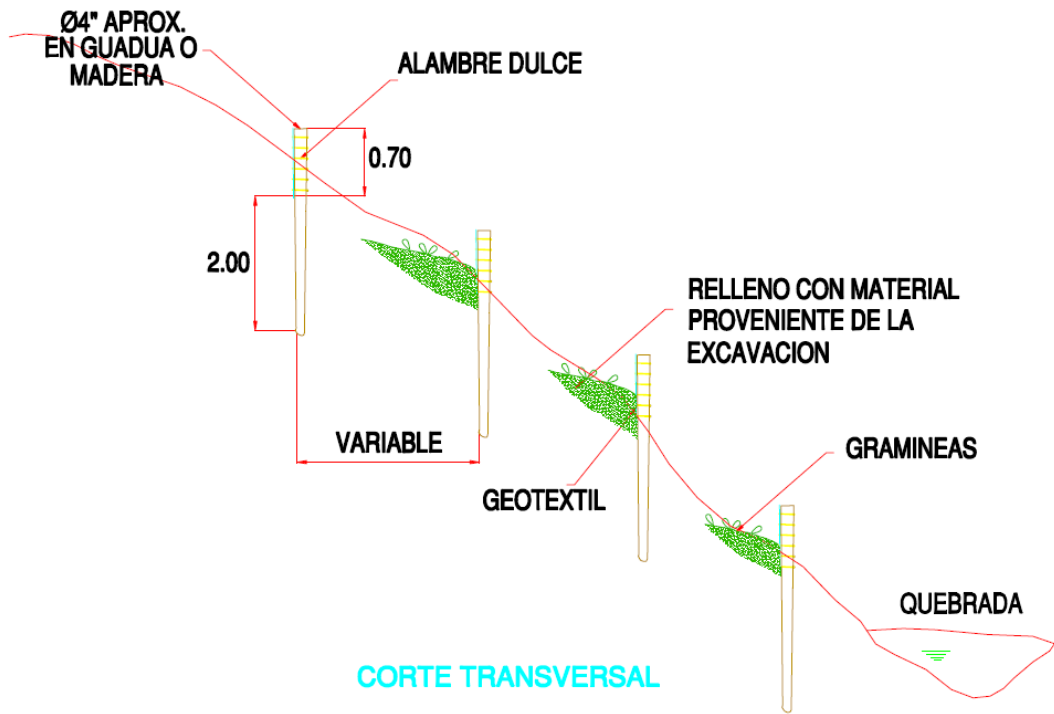 Ø4" APROX.
EN GUADUA O
MADERA
ALAMBRE DULCE
0.70
2.00
RELLENO CON MATERIAL
PROVENIENTE DE LA
EXCAVACION
VARIABLE
GRAMINEAS
GEOTEXTIL
QUEBRADA
CORTE TRANSVERSAL